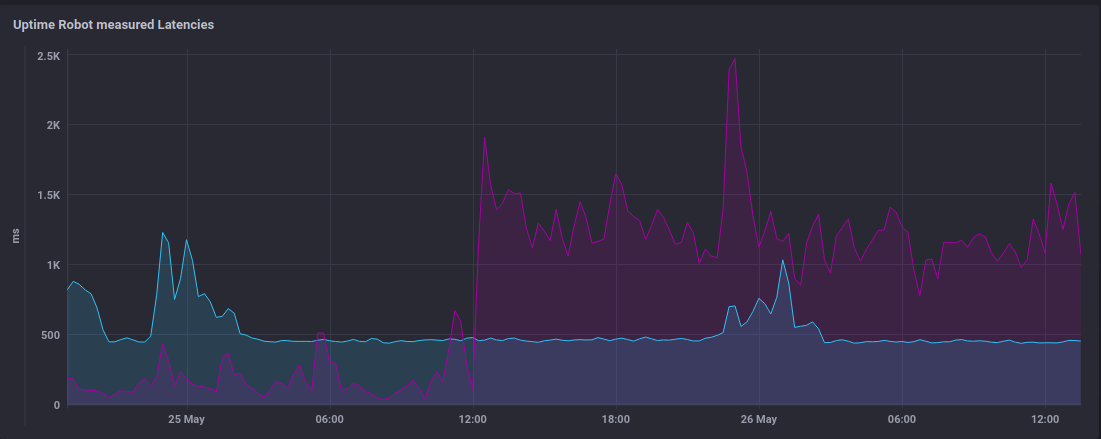 Uptime Robot measured Latencies
2.5K
2K
1.5K
1K
500
0
ms
25 May
06:00
12:00
18:00
26 May
06:00
12:00